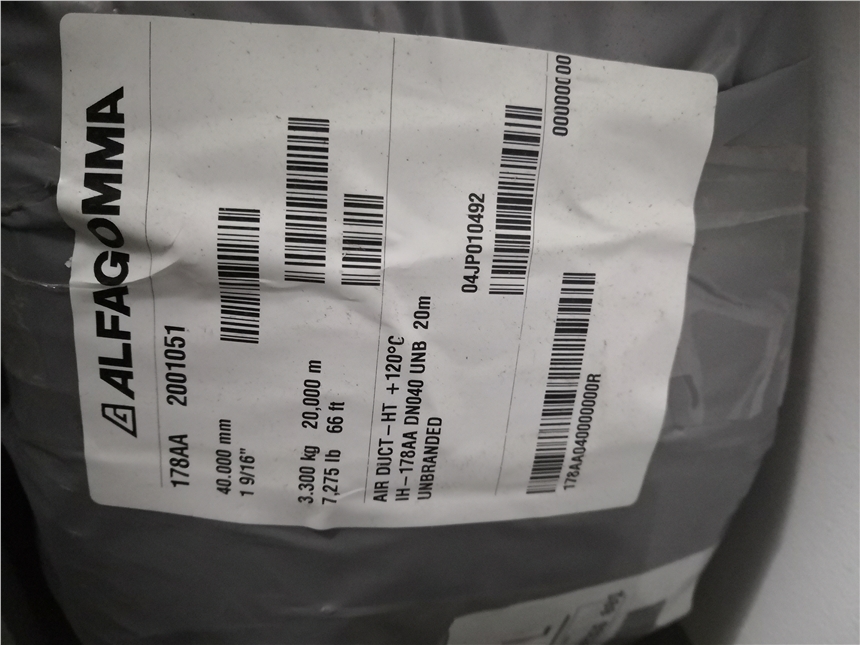 ALFAGOMMA
178AA 2001051
40.000 mm
1 9/16"
3.300 kg 20,000 m
7,275 lb 66 ft
AIR DUCT-HT +120°C
IH-178AA DN040 UNB 20m
UNBRANDED
04JP010492
00000000
178AA040000000R